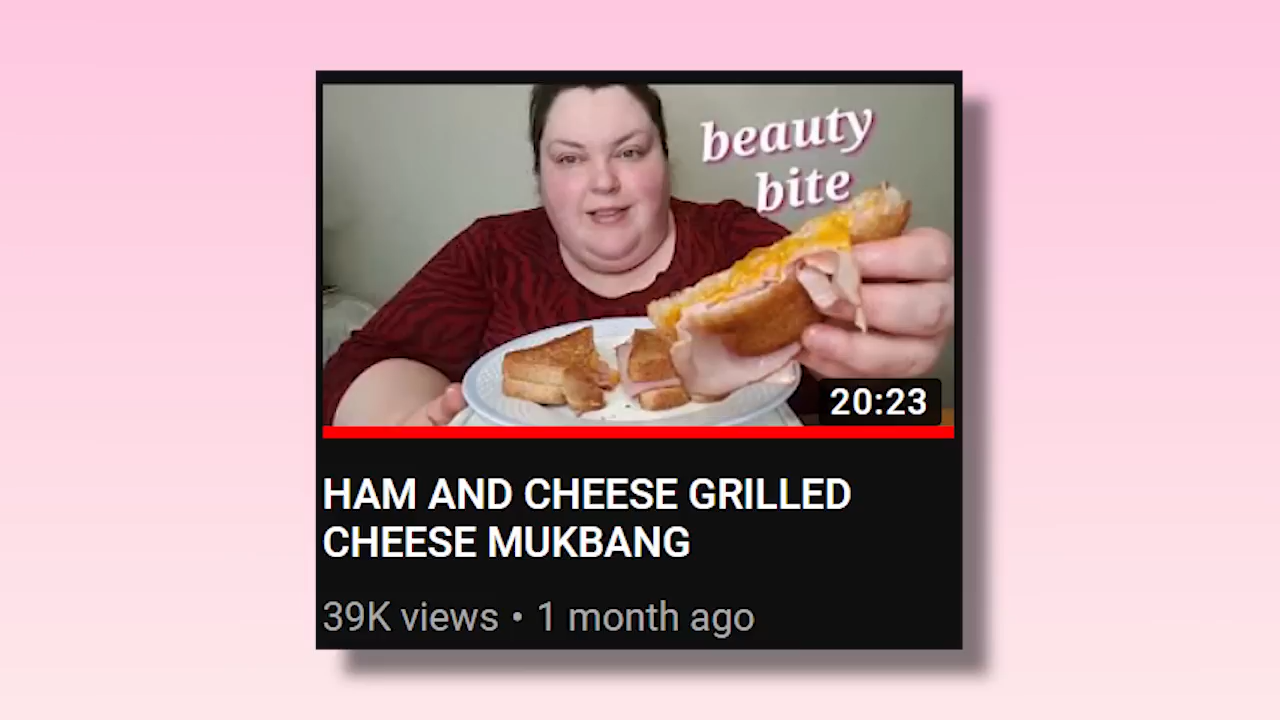 beauty
bite
20:23
HAM AND CHEESE GRILLED
CHEESE MUKBANG
39K views • 1 month ago